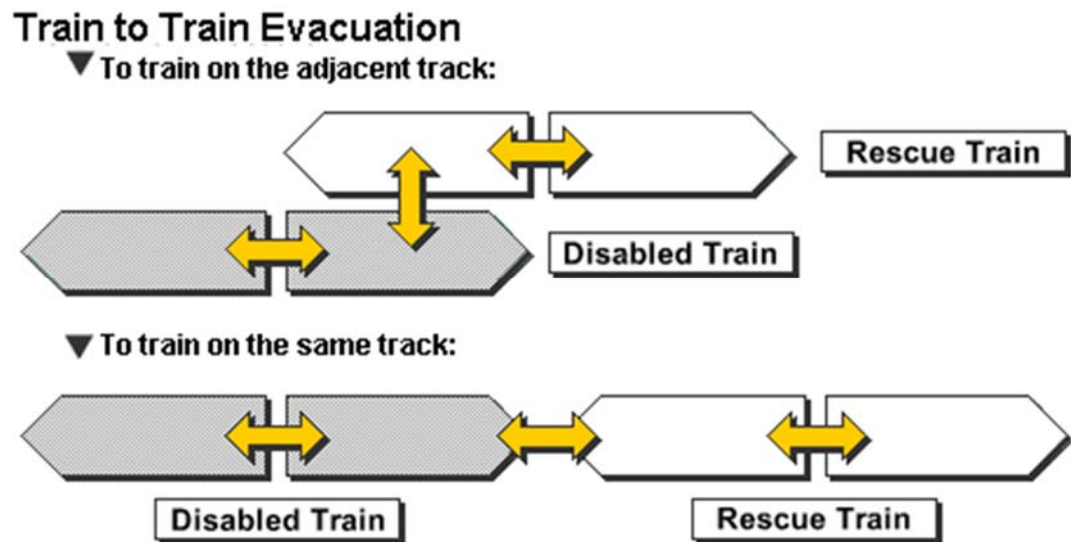 Train to Train Evacuation
To train on the adjacent track:
Rescue Train
Disabled Train
To train on the same track:
Disabled Train
Rescue Train